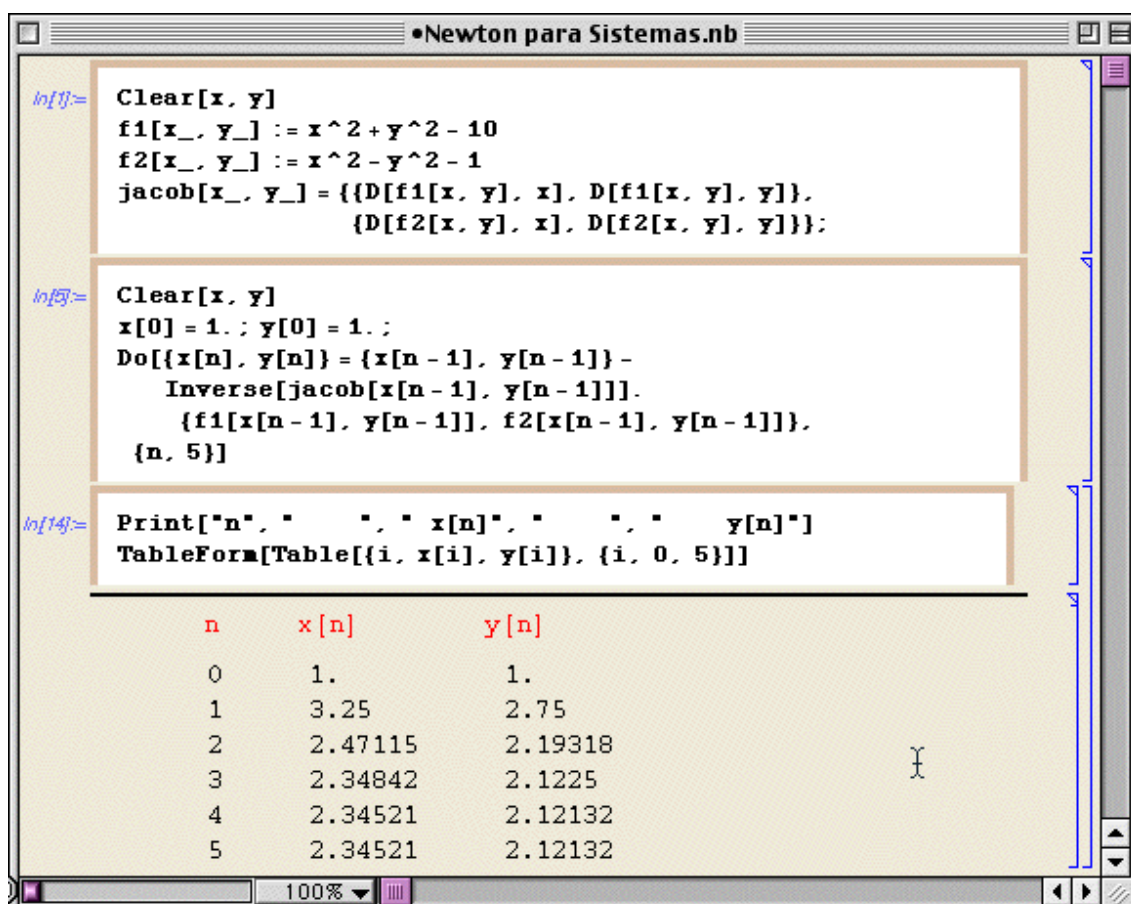 •Newton para Sistemas.nb
In[1]:= Clear[x, y]
f1[x_, y_] := x^2+y^2-10
f2[x_, y_] := x^2-y^2-1
jacob[x_, y_] = {{D[f1[x, y], x], D[f1[x, y], y]},
{D[f2[x, y], x], D[f2[x, y], y]}};
In[5]:= Clear[x, y]
x[0] = 1.; y[0] = 1.;
Do[{x[n], y[n]} = {x[n-1], y[n-1]} -
Inverse[jacob[x[n-1], y[n-1]]].
{f1[x[n-1], y[n-1]], f2[x[n-1], y[n-1]]},
{n, 5}]
In[14]:= Print["n", "      ", " x[n]", "      ", "      y[n]"]
TableForm[Table[{i, x[i], y[i]}, {i, 0, 5}]]
n x[n] y[n]
0 1. 1.
1 3.25 2.75
2 2.47115 2.19318
3 2.34842 2.1225
4 2.34521 2.12132
5 2.34521 2.12132
100%